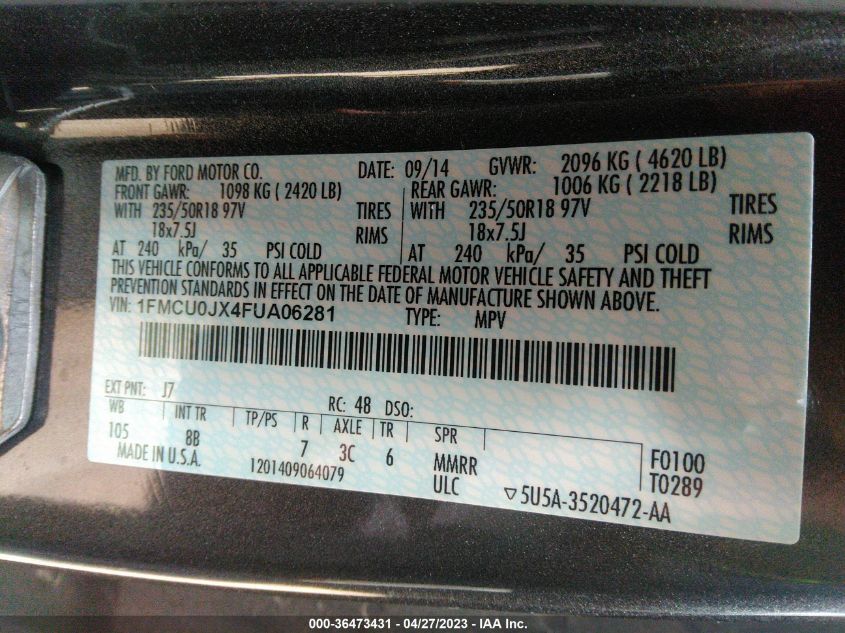 MFD. BY FORD MOTOR CO. DATE: 09/14 GVWR: 2096 KG ( 4620 LB)
FRONT GAWR: 1098 KG ( 2420 LB) REAR GAWR: 1006 KG ( 2218 LB)
WITH 235/50R18 97V TIRES WITH 235/50R18 97V TIRES
18x7.5J RIMS 18x7.5J RIMS
AT 240 kPa/ 35 PSI COLD AT 240 kPa/ 35 PSI COLD
THIS VEHICLE CONFORMS TO ALL APPLICABLE FEDERAL MOTOR VEHICLE SAFETY AND THEFT
PREVENTION STANDARDS IN EFFECT ON THE DATE OF MANUFACTURE SHOWN ABOVE.
VIN: 1FMCU0JX4FUA06281 TYPE: MPV
EXT PNT: J7 RC: 48 DSO:
WB INT TR TP/PS R AXLE TR SPR
105 8B 7 3C 6 MMRR F0100
MADE IN U.S.A. 1201409064079 ULC T0289
▽5U5A-3520472-AA
000-36473431 - 04/27/2023 - IAA Inc.